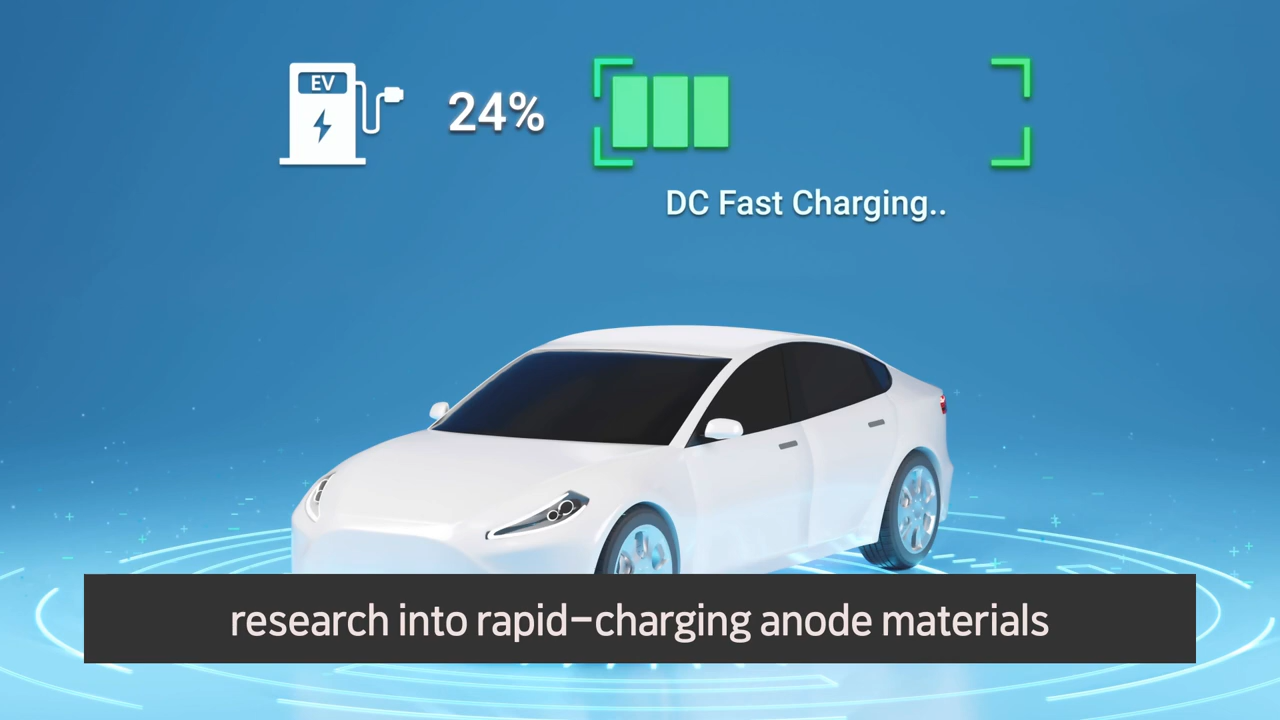 EV
24%
DC Fast Charging..
research into rapid-charging anode materials